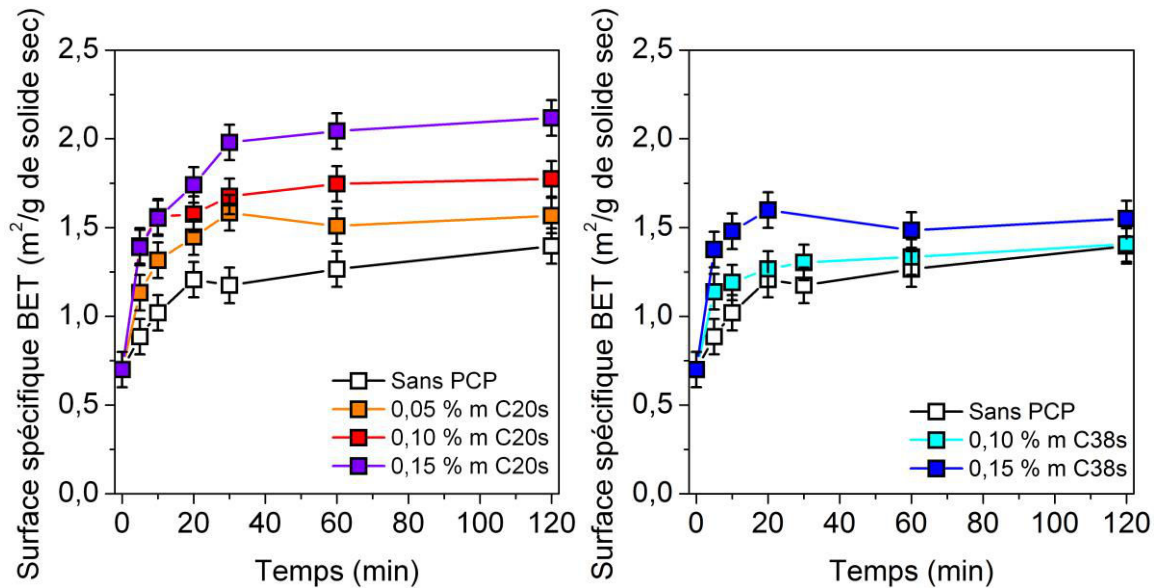 Surface spécifique BET (m²/g de solide sec)
2,5
2,0
1,5
1,0
0,5
0,0
0 20 40 60 80 100 120
Temps (min)
Sans PCP
0,05 % m C20s
0,10 % m C20s
0,15 % m C20s
Surface spécifique BET (m²/g de solide sec)
2,5
2,0
1,5
1,0
0,5
0,0
0 20 40 60 80 100 120
Temps (min)
Sans PCP
0,10 % m C38s
0,15 % m C38s